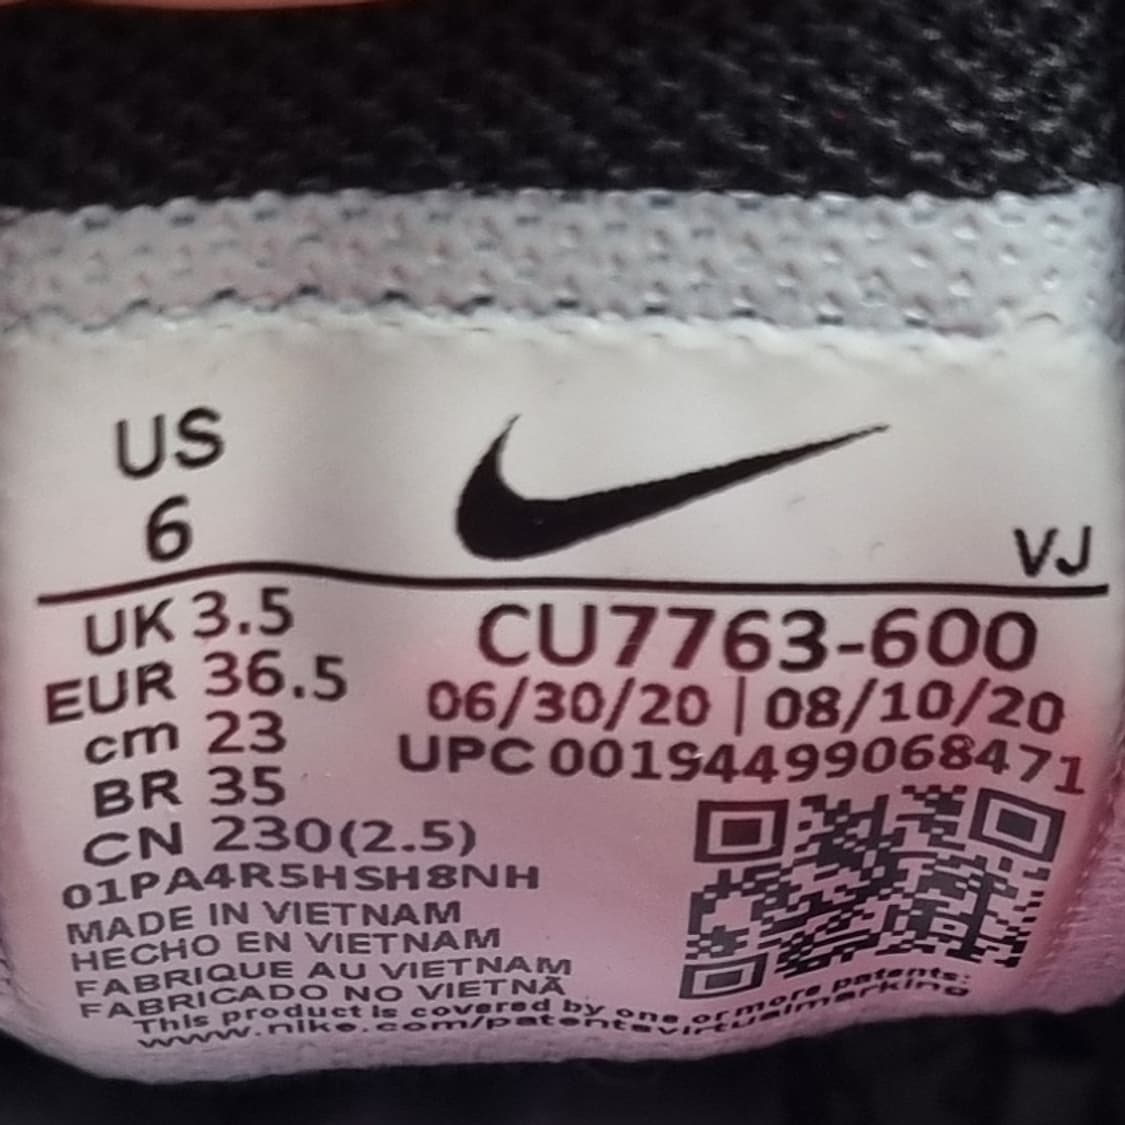 US
6
VJ
UK 3.5
EUR 36.5
cm 23
BR 35
CN 230(2.5)
CU7763-600
06/30/20 | 08/10/20
UPC 00194499068471
01PA4R5HSH8NH
MADE IN VIETNAM
HECHO EN VIETNAM
FABRIQUE AU VIETNAM
FABRICADO NO VIETNÃ
This product is covered by one or more patents:
www.nike.com/patentsvirtualmarking